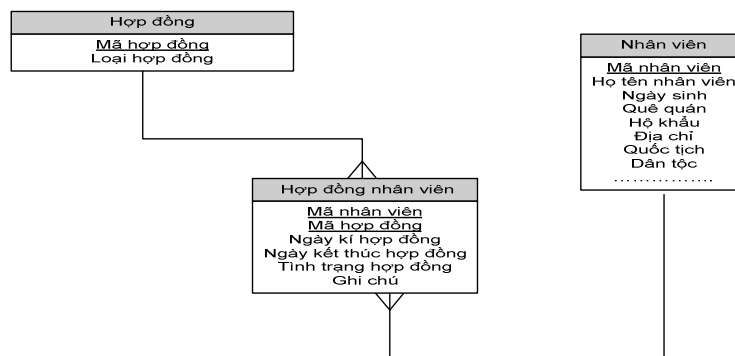 Hợp đồng
Mã hợp đồng
Loại hợp đồng
Nhân viên
Mã nhân viên
Họ tên nhân viên
Ngày sinh
Quê quán
Hộ khẩu
Địa chỉ
Quốc tịch
Dân tộc
…………….
Hợp đồng nhân viên
Mã nhân viên
Mã hợp đồng
Ngày kí hợp đồng
Ngày kết thúc hợp đồng
Tình trạng hợp đồng
Ghi chú